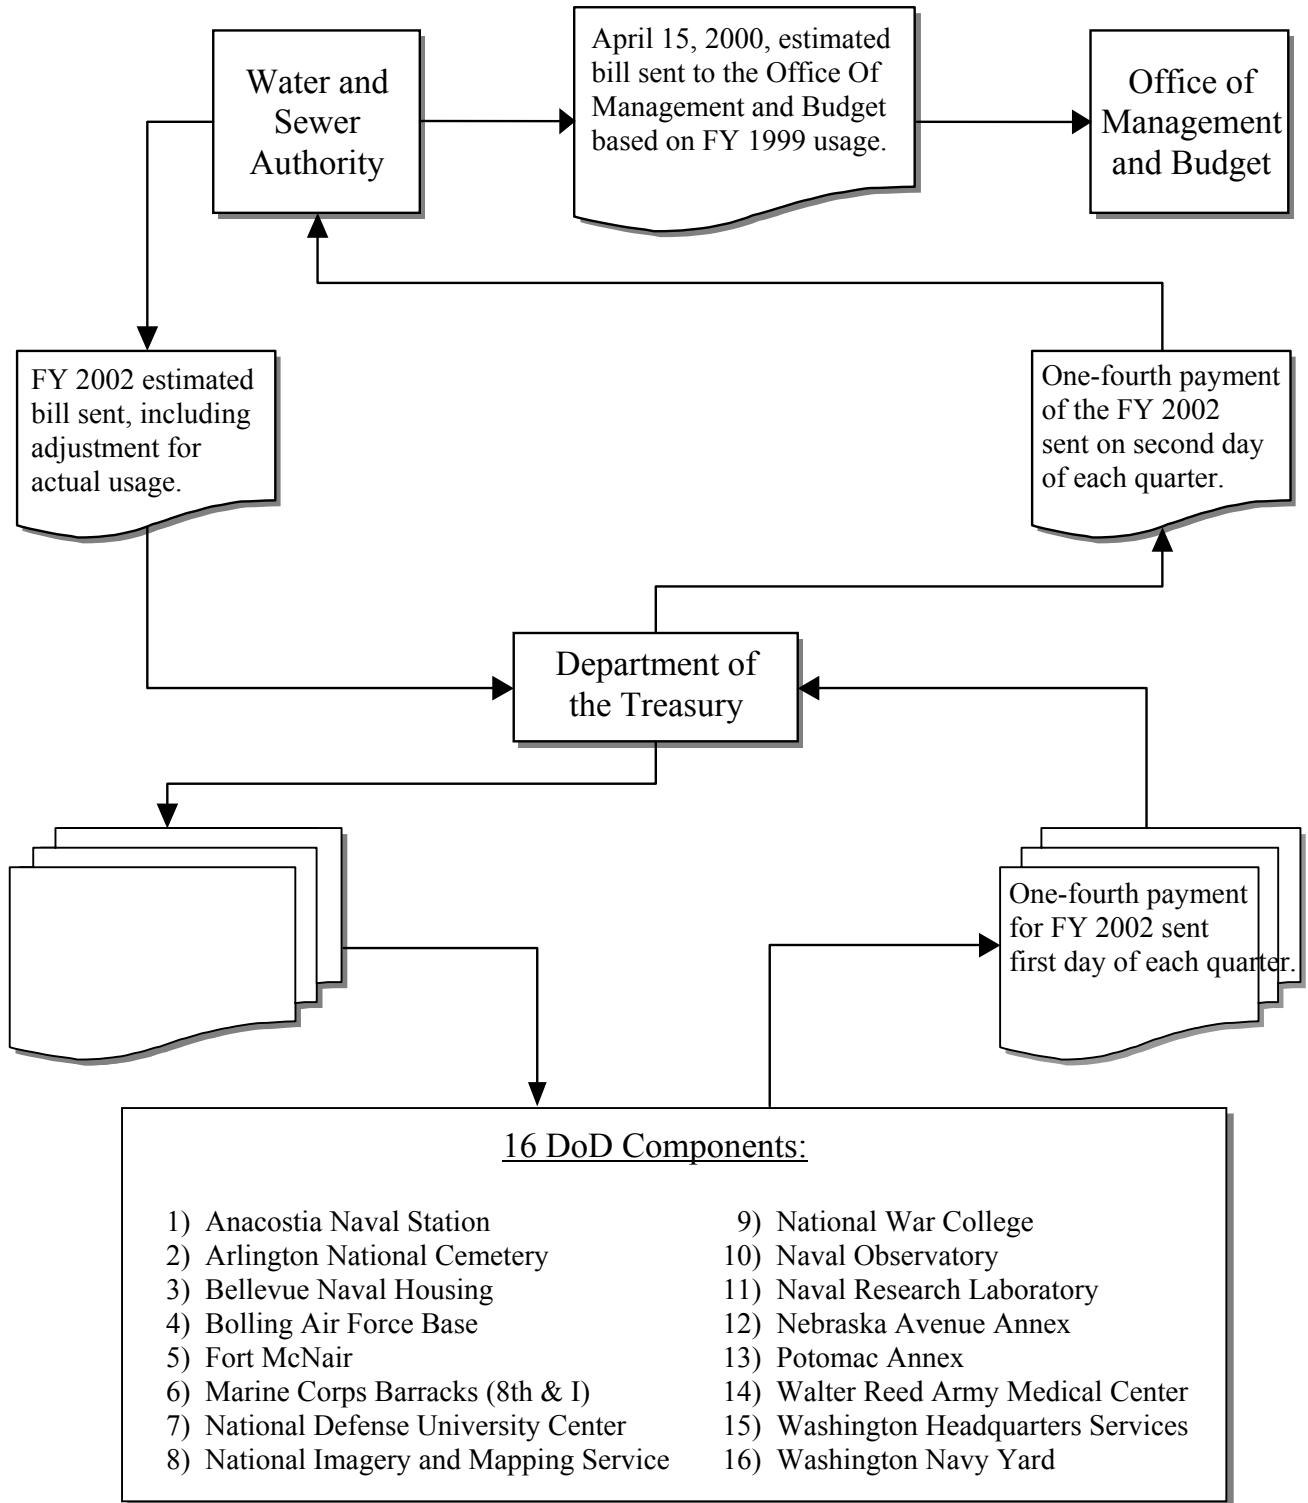 Water and
Sewer
Authority
April 15, 2000, estimated
bill sent to the Office Of
Management and Budget
based on FY 1999 usage.
Office of
Management
and Budget
FY 2002 estimated
bill sent, including
adjustment for
actual usage.
One-fourth payment
of the FY 2002
sent on second day
of each quarter.
Department of
the Treasury
One-fourth payment
for FY 2002 sent
first day of each quarter.
16 DoD Components:
1) Anacostia Naval Station
2) Arlington National Cemetery
3) Bellevue Naval Housing
4) Bolling Air Force Base
5) Fort McNair
6) Marine Corps Barracks (8th & I)
7) National Defense University Center
8) National Imagery and Mapping Service
9) National War College
10) Naval Observatory
11) Naval Research Laboratory
12) Nebraska Avenue Annex
13) Potomac Annex
14) Walter Reed Army Medical Center
15) Washington Headquarters Services
16) Washington Navy Yard